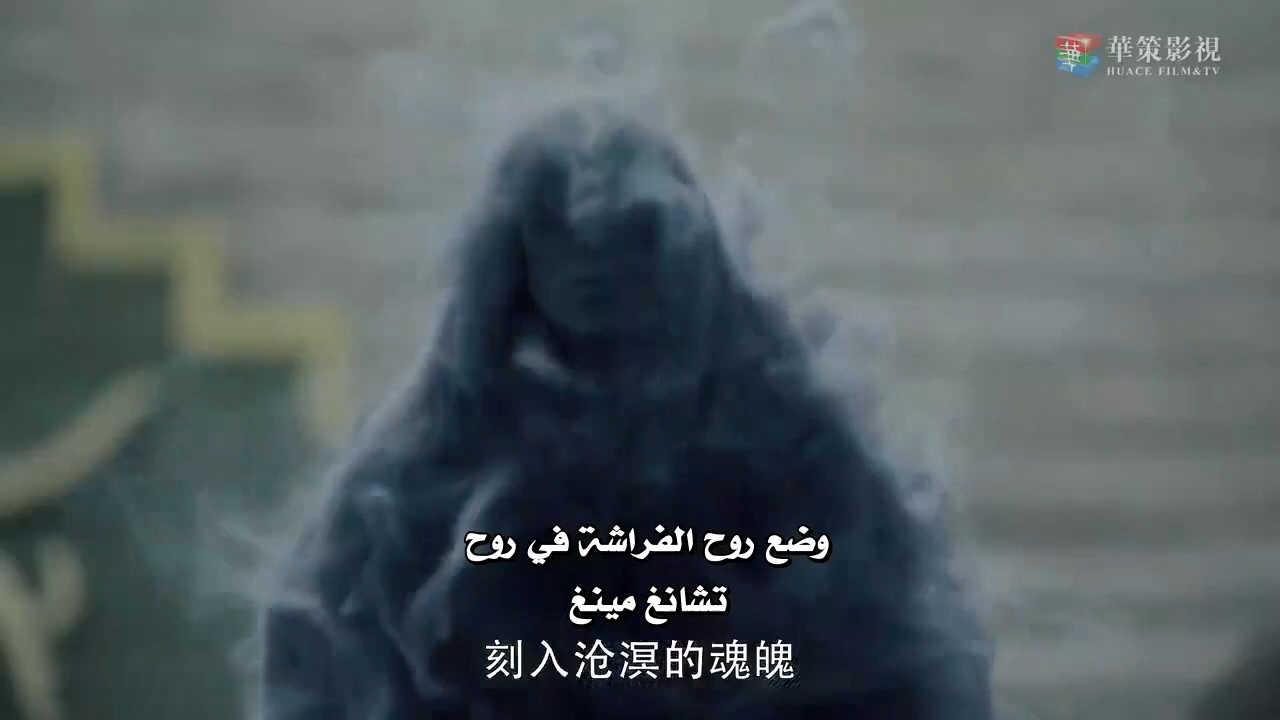 華
華策影視
HUACE FILM&TV
وضع روح الفراشة في روح
تشانغ مينغ
刻入沧溟的魂魄